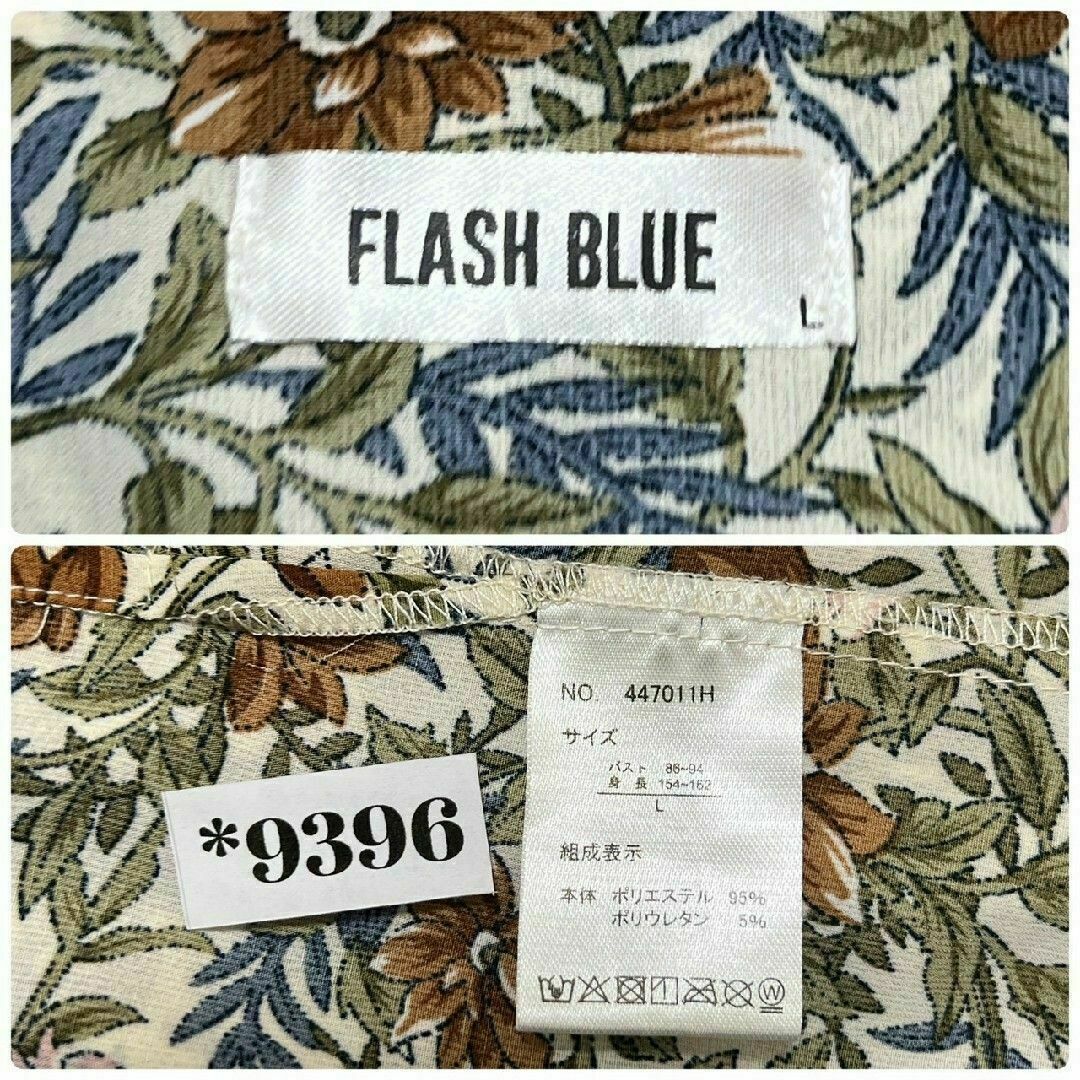 FLASH BLUE
L
NO. 447011H
サイズ
バスト 86~94
身長 154~162
L
*9396
組成表示
本体 ポリエステル 95%
ポリウレタン 5%
W